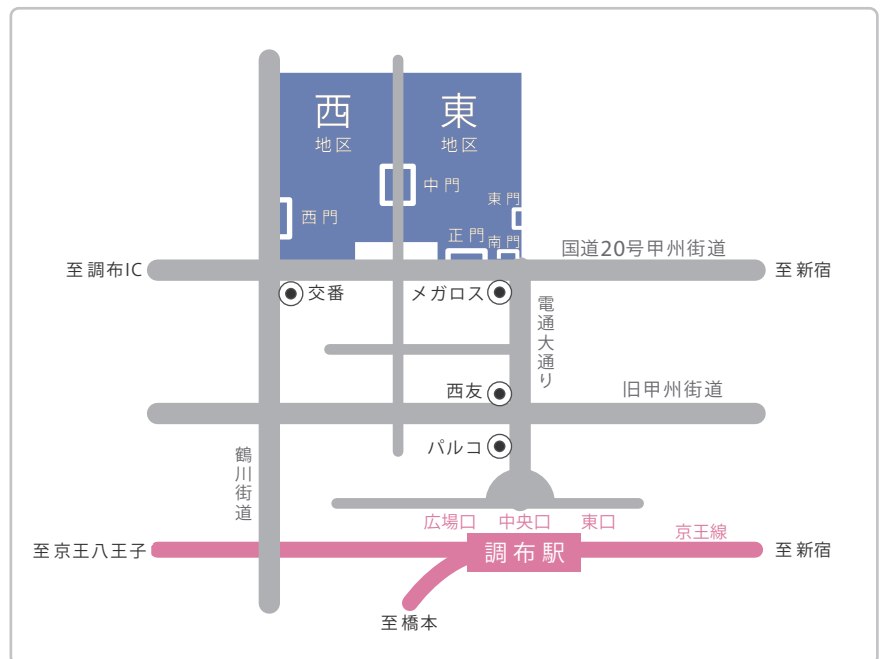 西
地区
東
地区
中門
東門
西門
正門
南門
国道20号甲州街道
至調布IC
至新宿
交番
メガロス
電通大通り
西友
旧甲州街道
パルコ
鶴川街道
広場口
中央口
東口
京王線
至京王八王子
調布駅
至新宿
至橋本